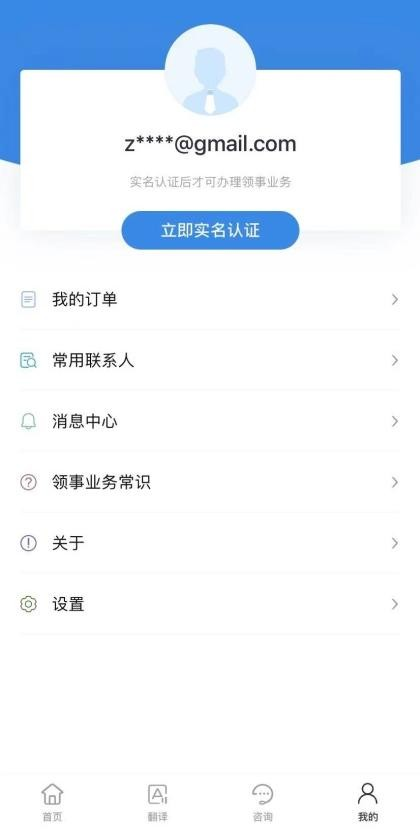 z****@gmail.com
实名认证后才可办理领事业务
立即实名认证
我的订单
常用联系人
消息中心
领事业务常识
关于
设置
首页
翻译
咨询
我的